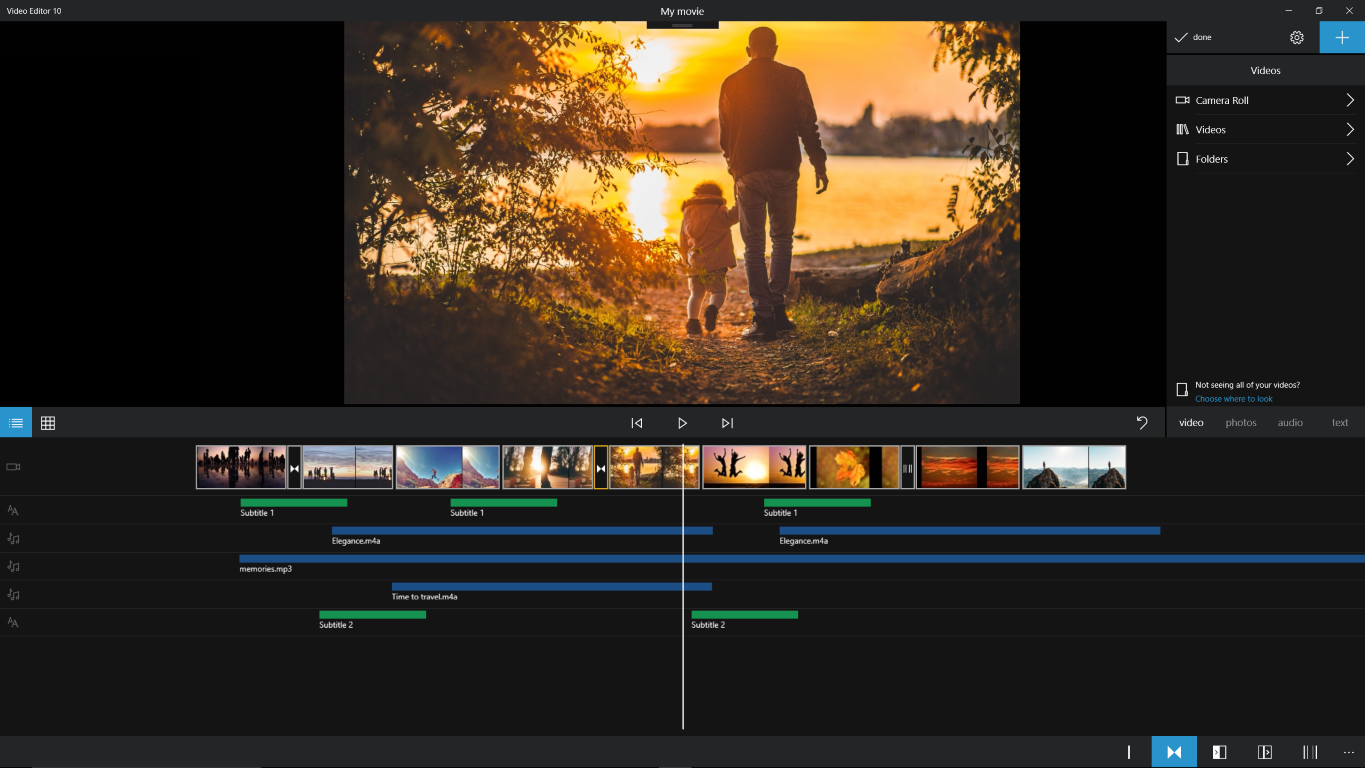 Video Editor 10
My movie
done
Videos
Camera Roll
Videos
Folders
Not seeing all of your videos?
Choose where to look
video photos audio text
Subtitle 1 Subtitle 1 Subtitle 1
Elegance.m4a Elegance.m4a
memories.mp3
Time to travel.m4a
Subtitle 2 Subtitle 2